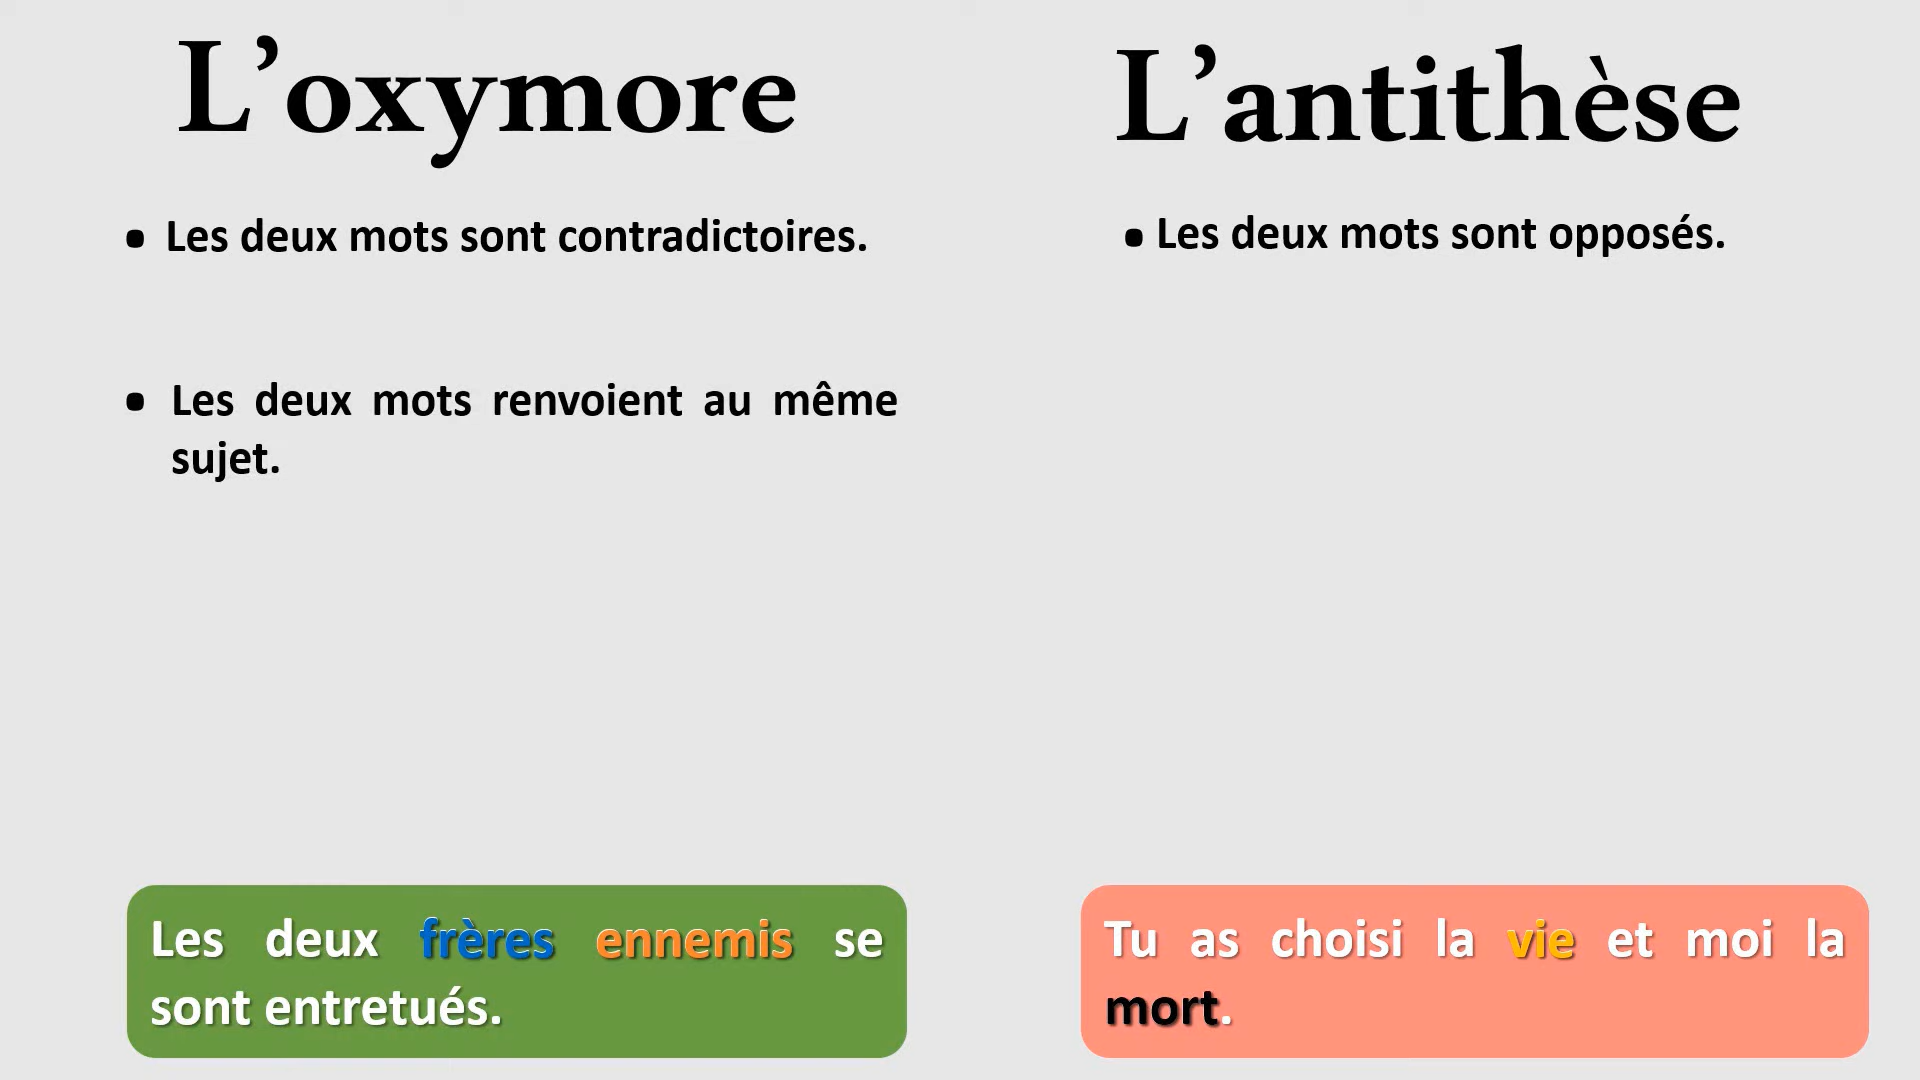 L’oxymore
• Les deux mots sont contradictoires.
• Les deux mots renvoient au même
sujet.
Les deux frères ennemis se
sont entretués.
L’antithèse
• Les deux mots sont opposés.
Tu as choisi la vie et moi la
mort.